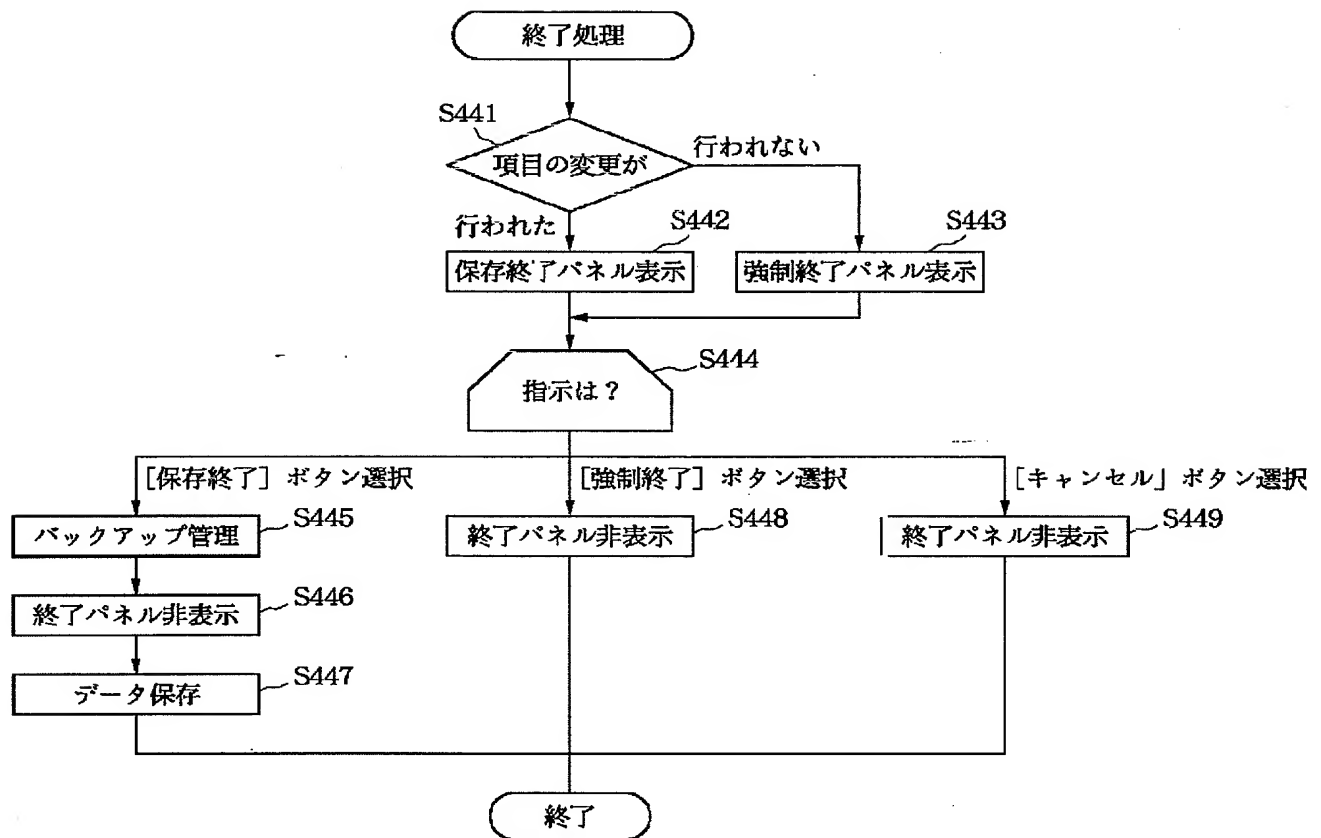 終了処理
S441
項目の変更が
行われない
行われた
S442
S443
保存終了パネル表示
強制終了パネル表示
S444
指示は？
［保存終了］ボタン選択
［強制終了］ボタン選択
［キャンセル」ボタン選択
S445
バックアップ管理
S448
終了パネル非表示
S449
終了パネル非表示
S446
終了パネル非表示
S447
データ保存
終了